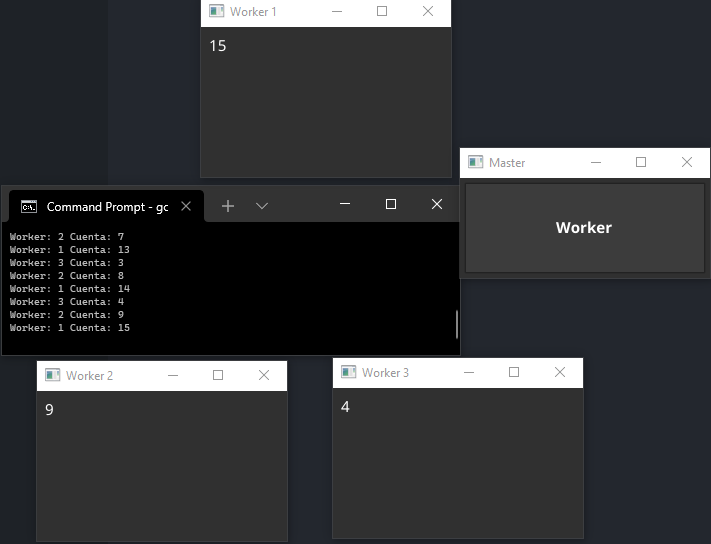 Worker 1
15
Master
Worker
Command Prompt - gc
Worker: 2 Cuenta: 7
Worker: 1 Cuenta: 13
Worker: 3 Cuenta: 3
Worker: 2 Cuenta: 8
Worker: 1 Cuenta: 14
Worker: 3 Cuenta: 4
Worker: 2 Cuenta: 9
Worker: 1 Cuenta: 15
Worker 2
9
Worker 3
4